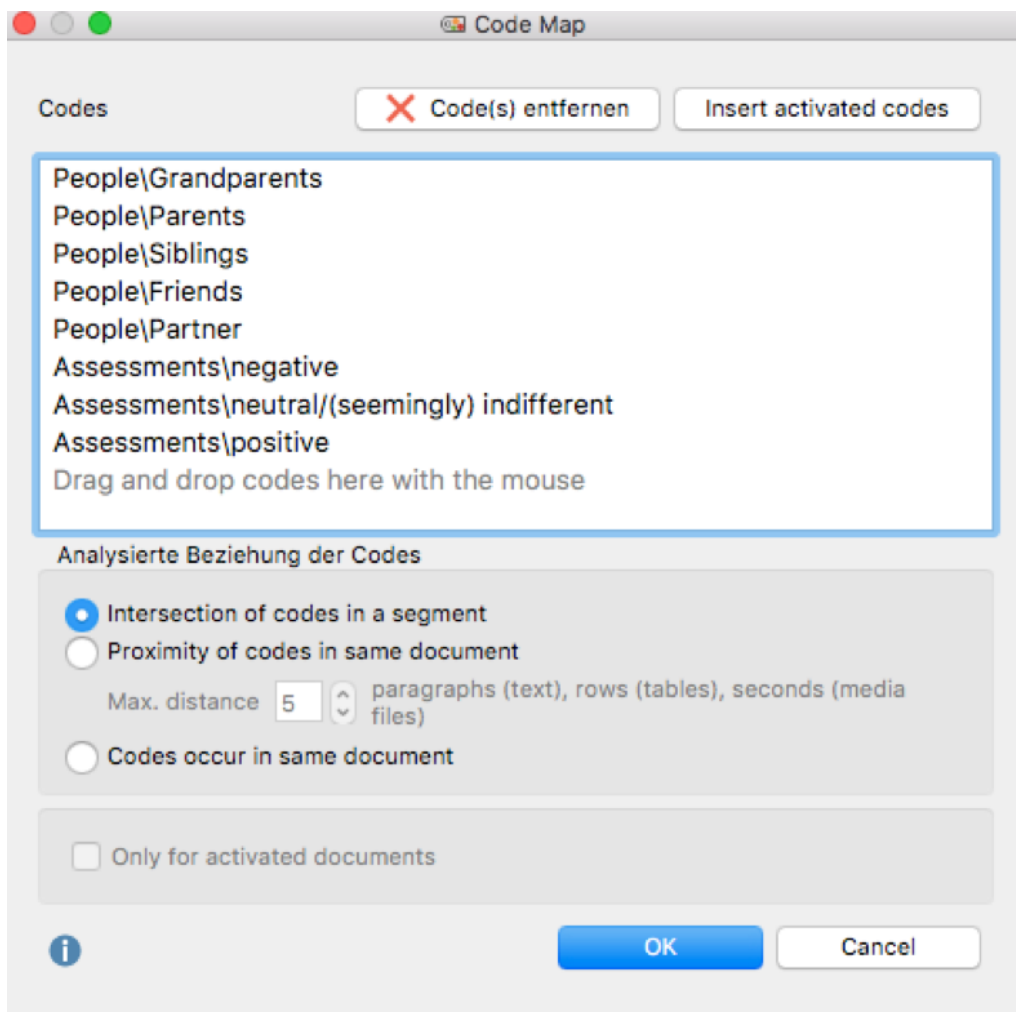 Code Map
Codes
Code(s) entfernen
Insert activated codes
People\Grandparents
People\Parents
People\Siblings
People\Friends
People\Partner
Assessments\negative
Assessments\neutral/(seemingly) indifferent
Assessments\positive
Drag and drop codes here with the mouse
Analysierte Beziehung der Codes
Intersection of codes in a segment
Proximity of codes in same document
Max. distance 5 paragraphs (text), rows (tables), seconds (media
files)
Codes occur in same document
Only for activated documents
OK
Cancel